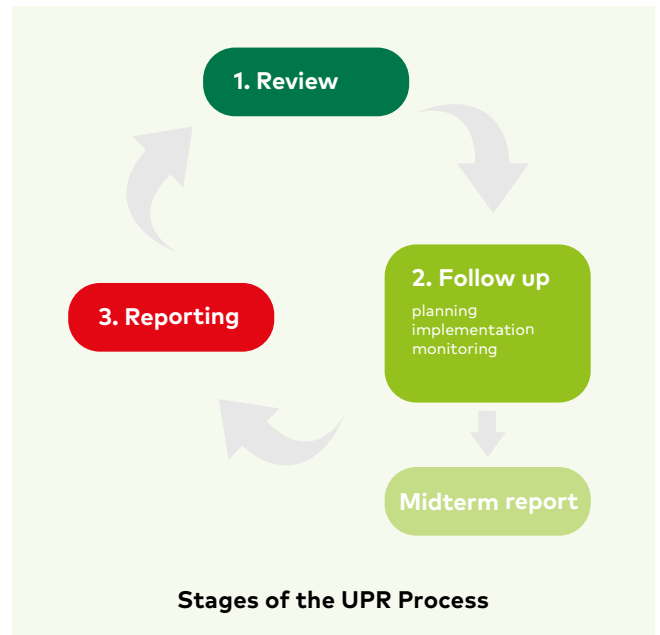 1. Review
2. Follow up
planning
implementation
monitoring
3. Reporting
Midterm report
Stages of the UPR Process